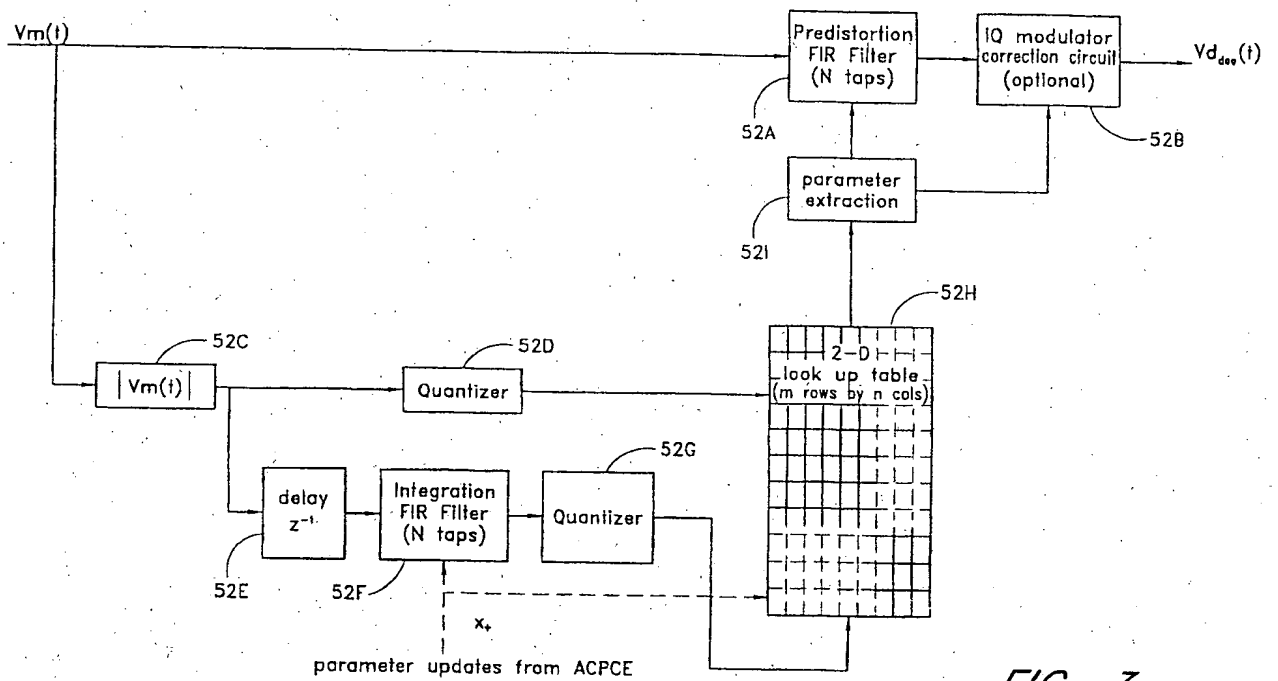 Vm(t)
Predistortion
FIR Filter
(N taps)
IQ modulator
correction circuit
(optional)
52A
52B
parameter
extraction
52I
52H
52C
|Vm(t)|
52D
Quantizer
2-D
look up table
(m rows by n cols)
52G
delay
z⁻¹
Integration
FIR Filter
(N taps)
Quantizer
52E
52F
x₊
parameter updates from ACPCE